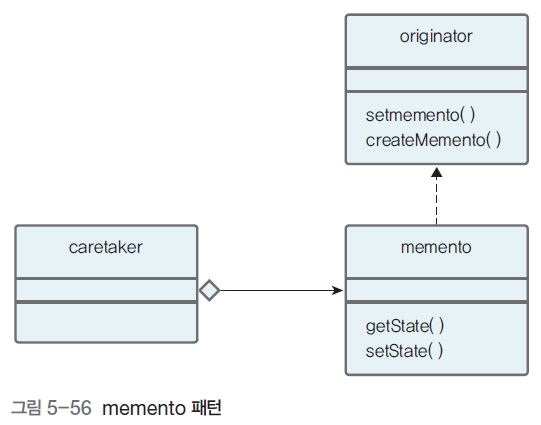 originator
setmemento( )
createMemento( )
caretaker
memento
getState( )
setState( )
그림 5-56 memento 패턴